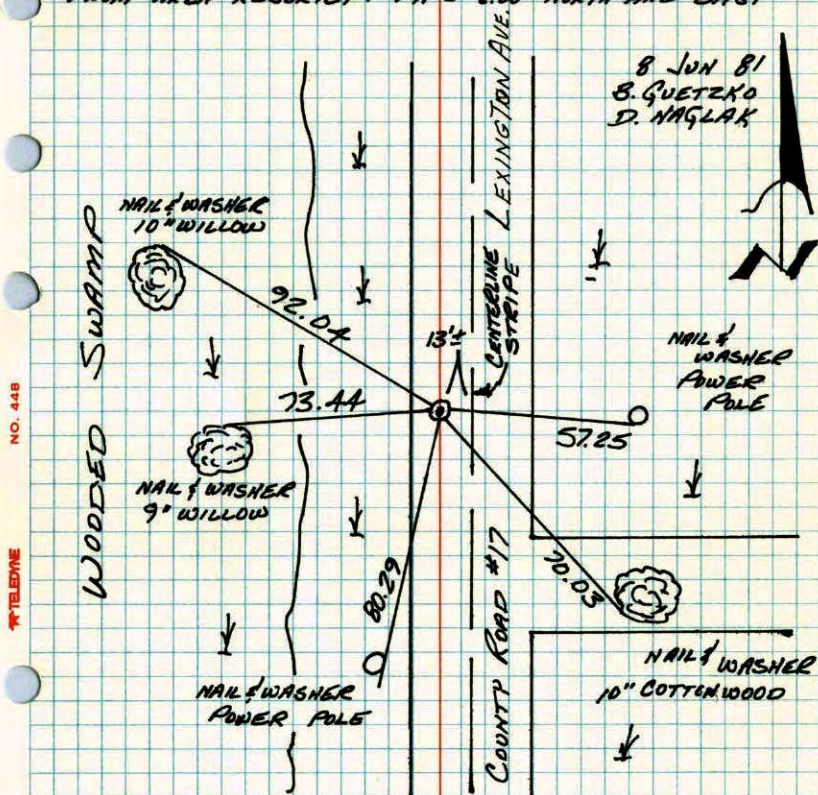 8 JUN 81
B. GUETZKO
D. NAGLAK
LEXINGTON AVE.
NAIL & WASHER
10" WILLOW
WOODED SWAMP
92.04
13'±
CENTERLINE
STRIPE
NAIL &
WASHER
POWER
POLE
73.44
57.25
NAIL & WASHER
9" WILLOW
80.29
COUNTY ROAD #17
70.03
NAIL & WASHER
POWER POLE
NAIL & WASHER
10" COTTONWOOD
NO. 448
TELEDYNE